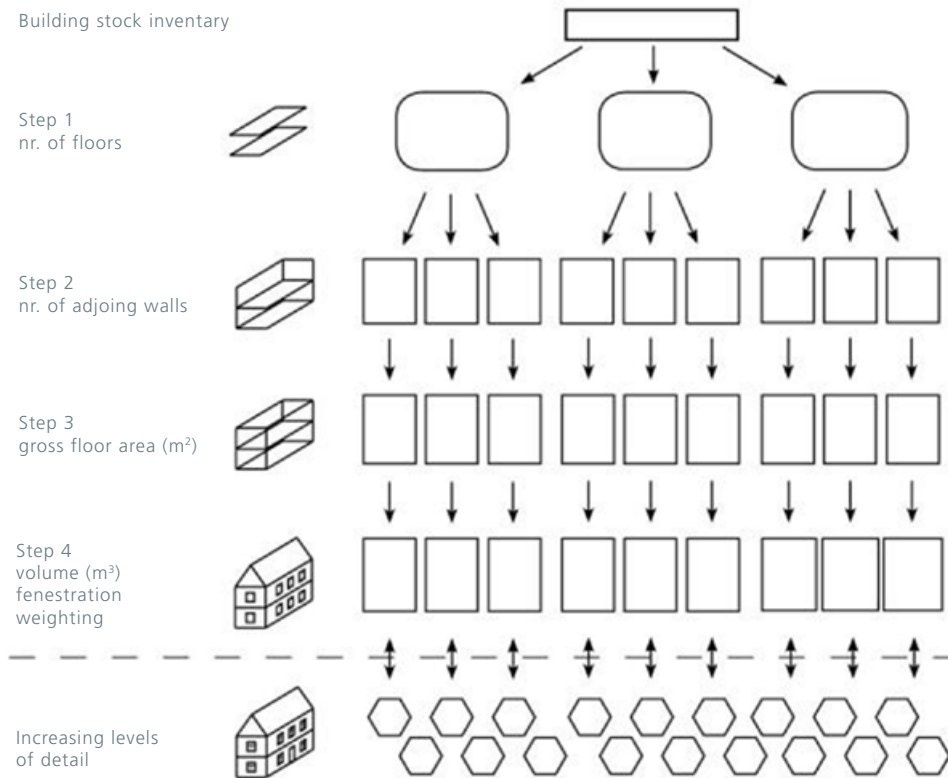 Building stock inventory
Step 1
nr. of floors
Step 2
nr. of adjoing walls
Step 3
gross floor area (m²)
Step 4
volume (m³)
fenestration
weighting
Increasing levels
of detail